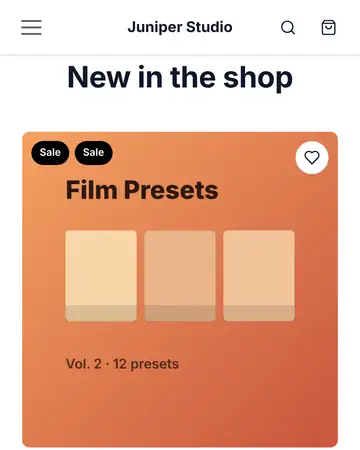 Juniper Studio
New in the shop
Sale Sale
Film Presets
Vol. 2 · 12 presets